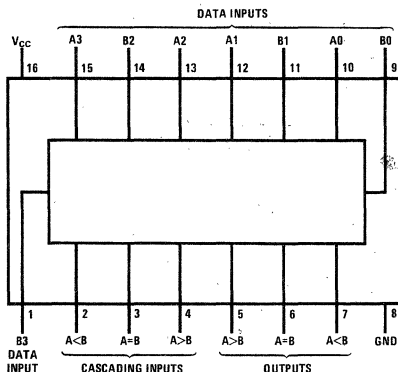 DATA INPUTS
VCC A3 B2 A2 A1 B1 A0 B0
16 15 14 13 12 11 10 9
1 2 3 4 5 6 7 8
B3 A<B A=B A>B A>B A=B A<B GND
DATA
INPUT CASCADING INPUTS OUTPUTS